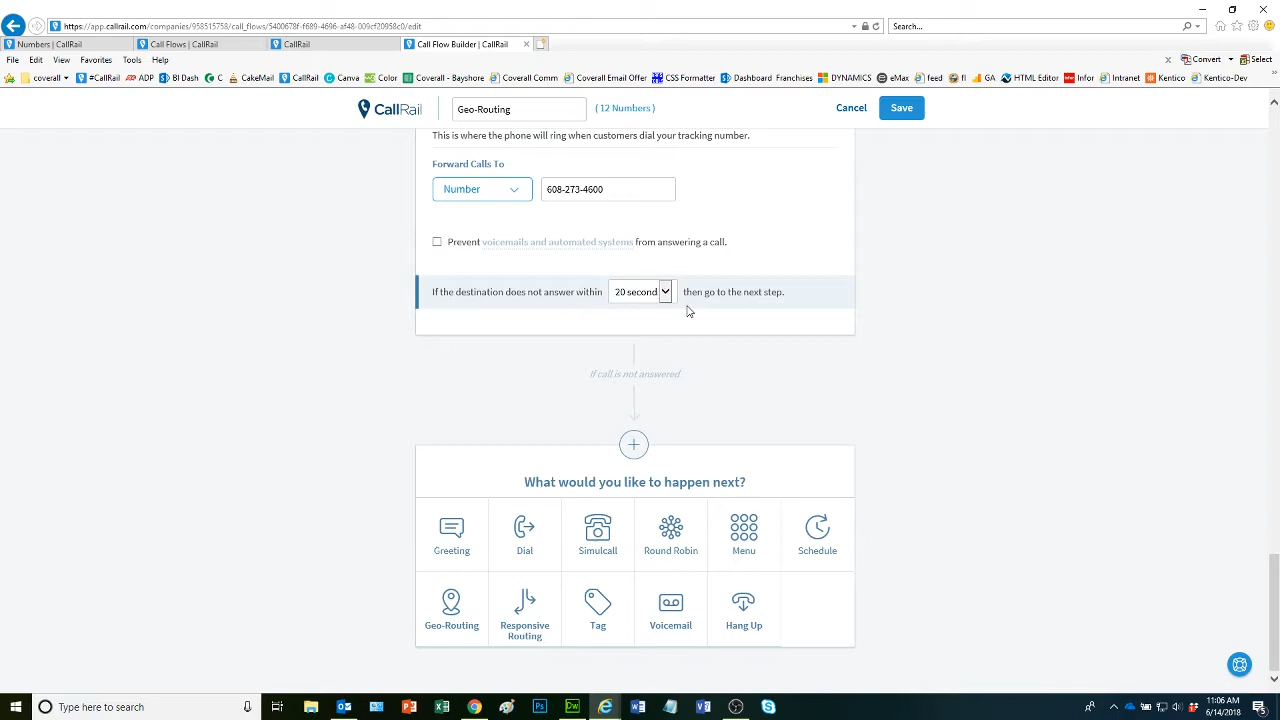 https://app.callrail.com/companies/958515758/call_flows/5400678f-f689-4696-af48-009cf20958c0/edit
Search...
Numbers | CallRail
Call Flows | CallRail
CallRail
Call Flow Builder | CallRail
File Edit View Favorites Tools Help
Convert Select
coverall #CallRail ADP BI Dash C CakeMail CallRail Canva Color Coverall - Bayshore Coverall Comm Coverall Email Offer CSS Formatter Dashboard Franchises DYNAMICS eMax feed fl GA HTML Editor Infor Intranet Kentico Kentico-Dev
CallRail Geo-Routing ( 12 Numbers ) Cancel Save
This is where the phone will ring when customers dial your tracking number.
Forward Calls To
Number 608-273-4600
Prevent voicemails and automated systems from answering a call.
If the destination does not answer within 20 second then go to the next step.
If call is not answered
What would you like to happen next?
Greeting Dial Simulcall Round Robin Menu Schedule
Geo-Routing Responsive Routing Tag Voicemail Hang Up
Type here to search
11:06 AM
6/14/2018